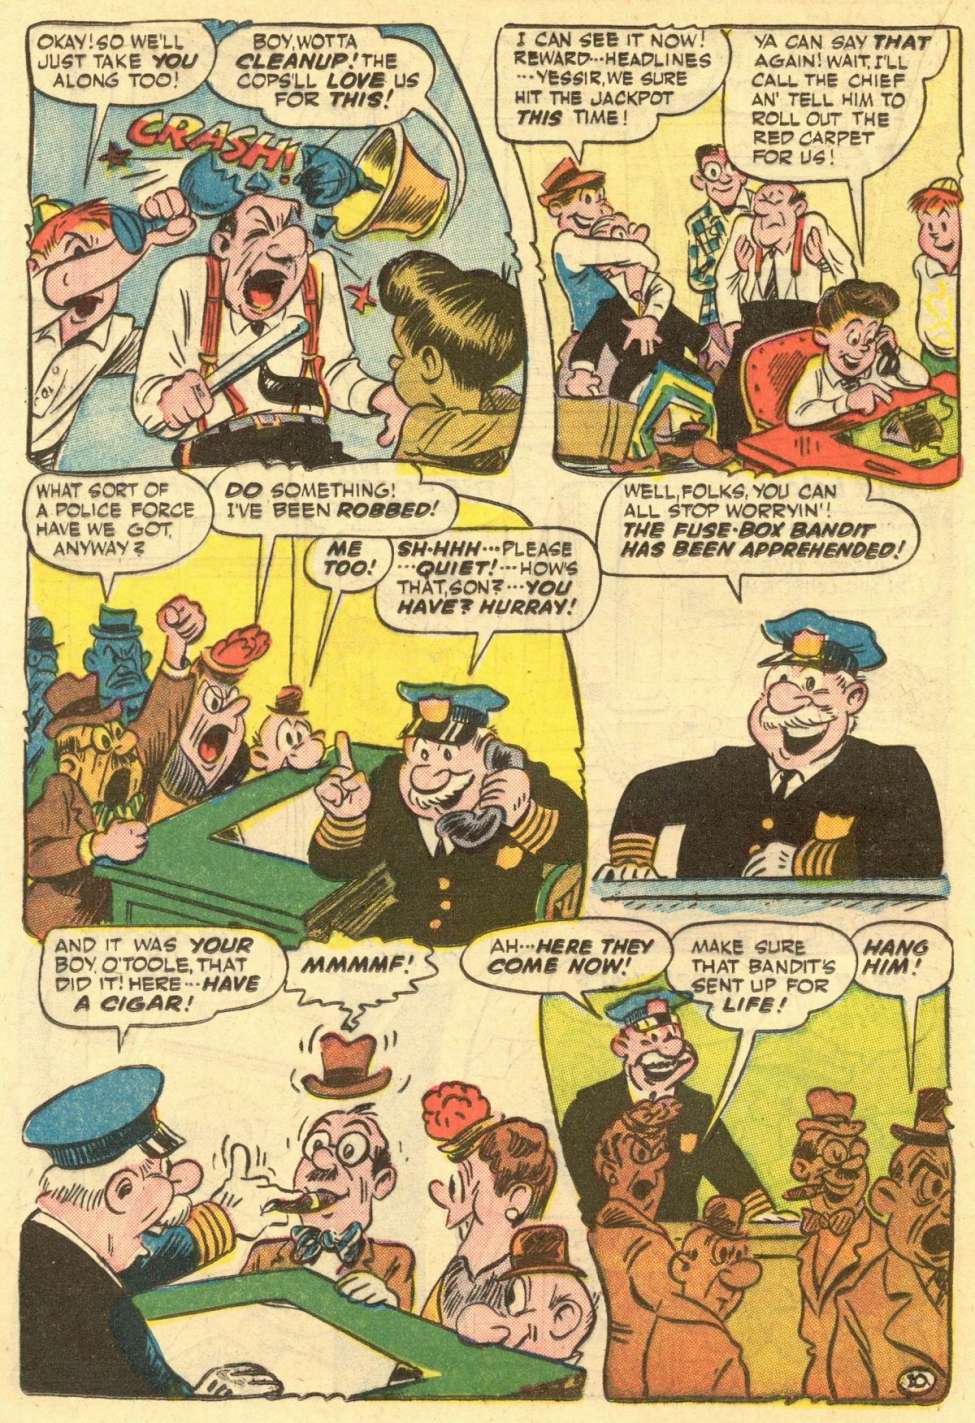 OKAY! SO WE'LL
JUST TAKE YOU
ALONG TOO!
BOY, WOTTA
CLEANUP! THE
COPS'LL LOVE US
FOR THIS!
CRASH!
I CAN SEE IT NOW!
REWARD---HEADLINES
---YESSIR, WE SURE
HIT THE JACKPOT
THIS TIME!
YA CAN SAY THAT
AGAIN! WAIT, I'LL
CALL THE CHIEF
AN' TELL HIM TO
ROLL OUT THE
RED CARPET
FOR US!
WHAT SORT OF
A POLICE FORCE
HAVE WE GOT,
ANYWAY?
DO SOMETHING!
I'VE BEEN ROBBED!
ME
TOO!
SH-HHH---PLEASE
---QUIET!---HOW'S
THAT, SON?---YOU
HAVE? HURRAY!
WELL, FOLKS, YOU CAN
ALL STOP WORRYIN'!
THE FUSE-BOX BANDIT
HAS BEEN APPREHENDED!
AND IT WAS YOUR
BOY, O'TOOLE, THAT
DID IT! HERE---HAVE
A CIGAR!
MMMMF!
AH---HERE THEY
COME NOW!
MAKE SURE
THAT BANDIT'S
SENT UP FOR
LIFE!
HANG
HIM!